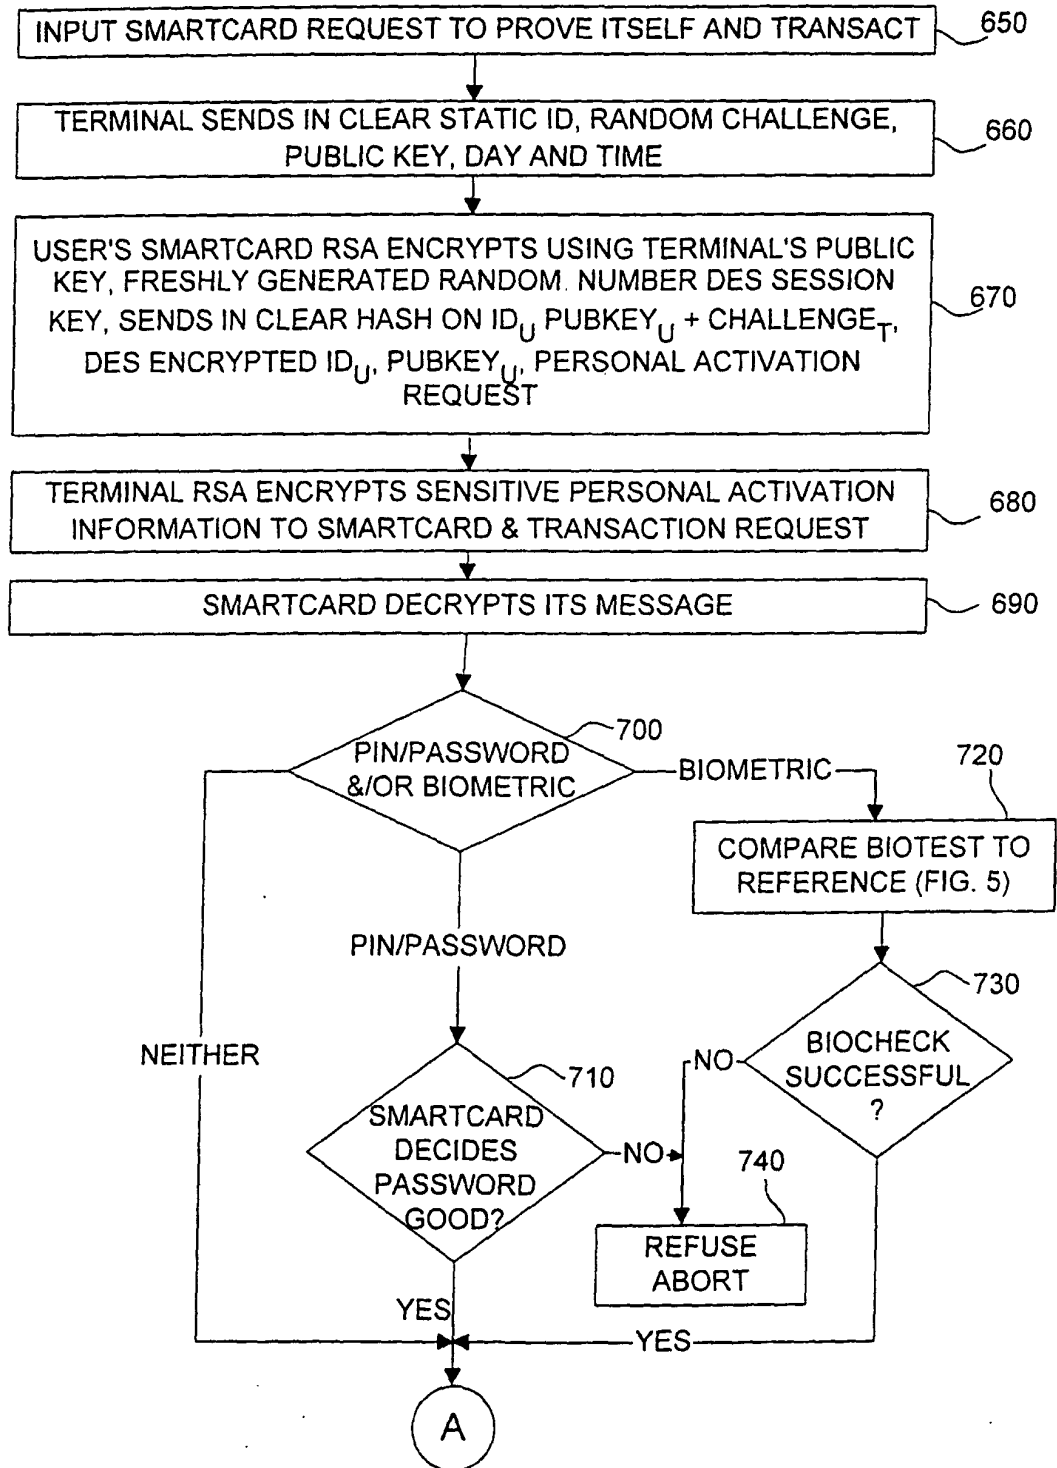 INPUT SMARTCARD REQUEST TO PROVE ITSELF AND TRANSACT
650
TERMINAL SENDS IN CLEAR STATIC ID, RANDOM CHALLENGE,
PUBLIC KEY, DAY AND TIME
660
USER'S SMARTCARD RSA ENCRYPTS USING TERMINAL'S PUBLIC
KEY, FRESHLY GENERATED RANDOM. NUMBER DES SESSION
KEY, SENDS IN CLEAR HASH ON ID_U PUBKEY_U + CHALLENGE_T,
DES ENCRYPTED ID_U, PUBKEY_U, PERSONAL ACTIVATION
REQUEST
670
TERMINAL RSA ENCRYPTS SENSITIVE PERSONAL ACTIVATION
INFORMATION TO SMARTCARD & TRANSACTION REQUEST
680
SMARTCARD DECRYPTS ITS MESSAGE
690
700
PIN/PASSWORD
&/OR BIOMETRIC
BIOMETRIC
720
COMPARE BIOTEST TO
REFERENCE (FIG. 5)
PIN/PASSWORD
730
BIOCHECK
SUCCESSFUL
?
NO
NEITHER
710
SMARTCARD
DECIDES
PASSWORD
GOOD?
NO
740
REFUSE
ABORT
YES
YES
A